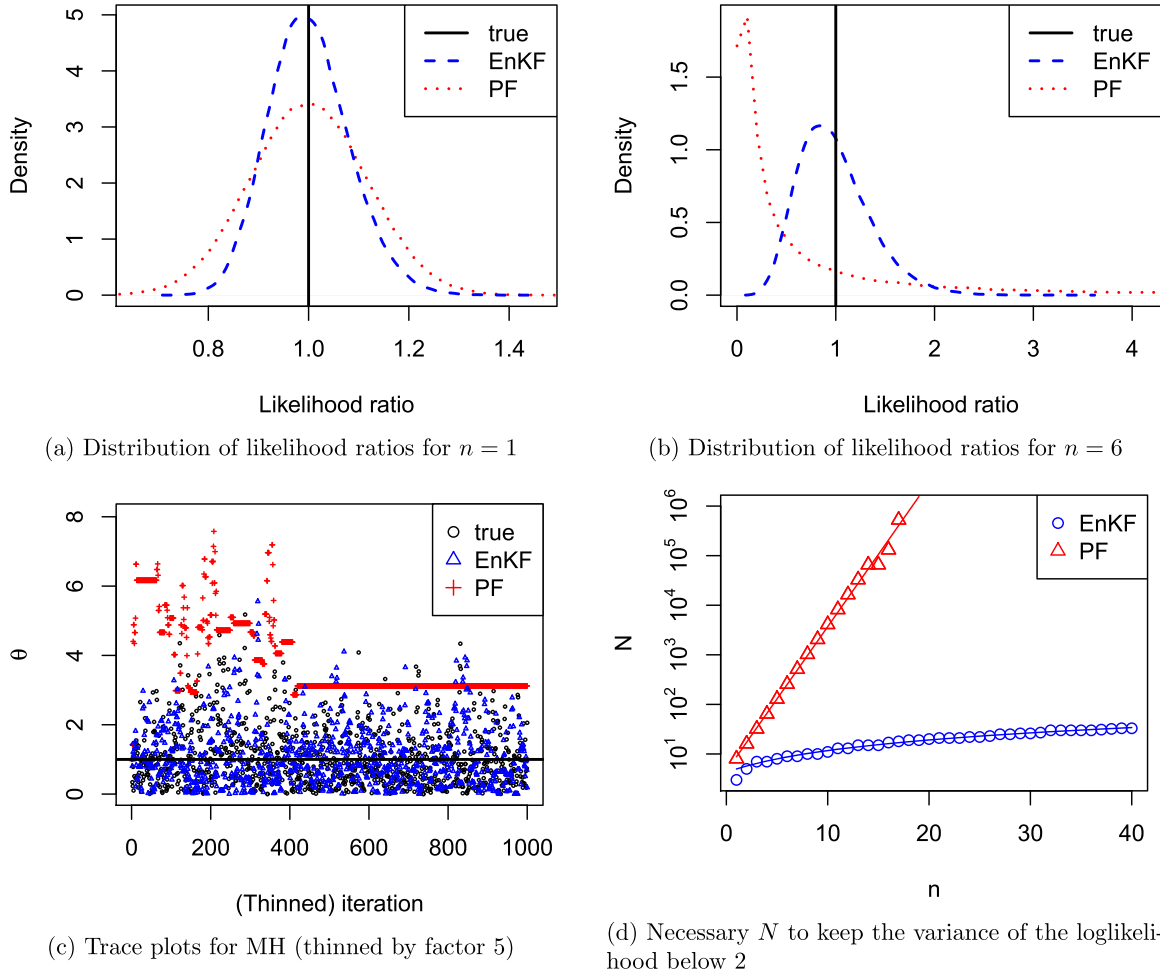 true
EnKF
PF
Density
0 1 2 3 4 5
0.8 1.0 1.2 1.4
Likelihood ratio
(a) Distribution of likelihood ratios for n = 1
true
EnKF
PF
Density
0.0 0.5 1.0 1.5
0 1 2 3 4
Likelihood ratio
(b) Distribution of likelihood ratios for n = 6
true
EnKF
PF
θ
0 2 4 6 8
0 200 400 600 800 1000
(Thinned) iteration
(c) Trace plots for MH (thinned by factor 5)
EnKF
PF
N
10^1 10^2 10^3 10^4 10^5 10^6
0 10 20 30 40
n
(d) Necessary N to keep the variance of the loglikeli-
hood below 2